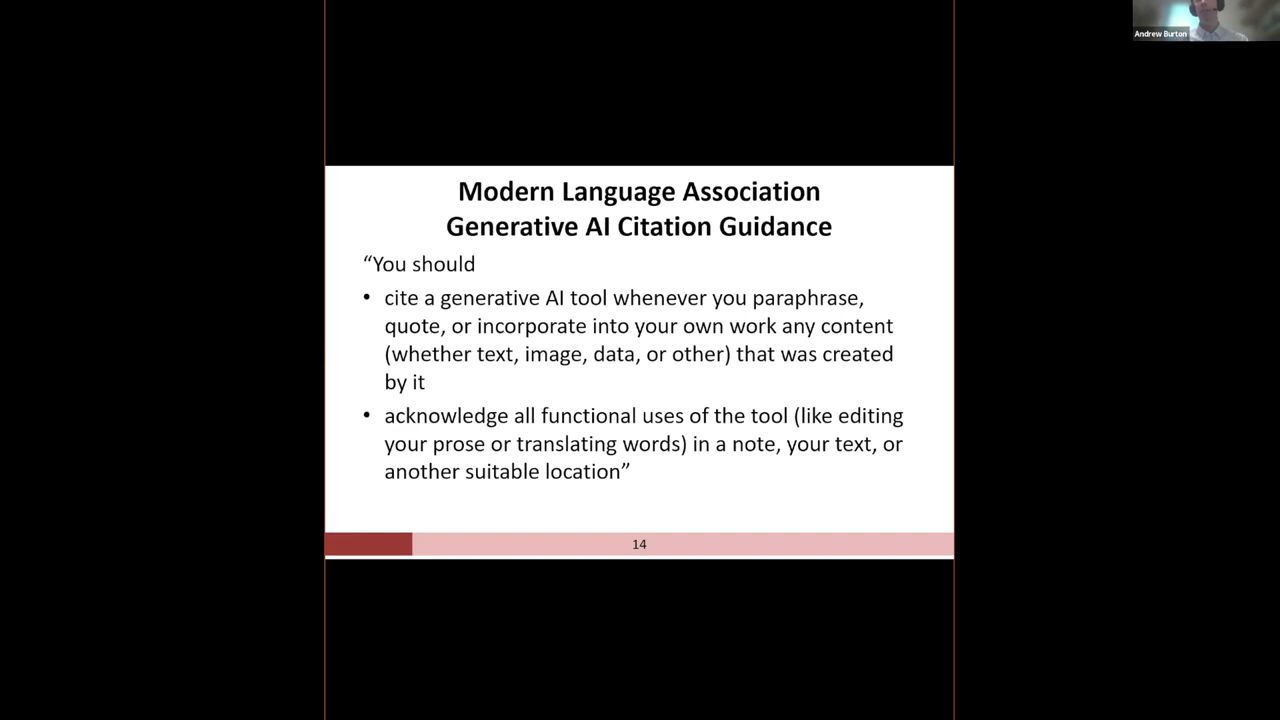 Andrew Burton
Modern Language Association
Generative AI Citation Guidance
“You should
• cite a generative AI tool whenever you paraphrase,
quote, or incorporate into your own work any content
(whether text, image, data, or other) that was created
by it
• acknowledge all functional uses of the tool (like editing
your prose or translating words) in a note, your text, or
another suitable location”
14